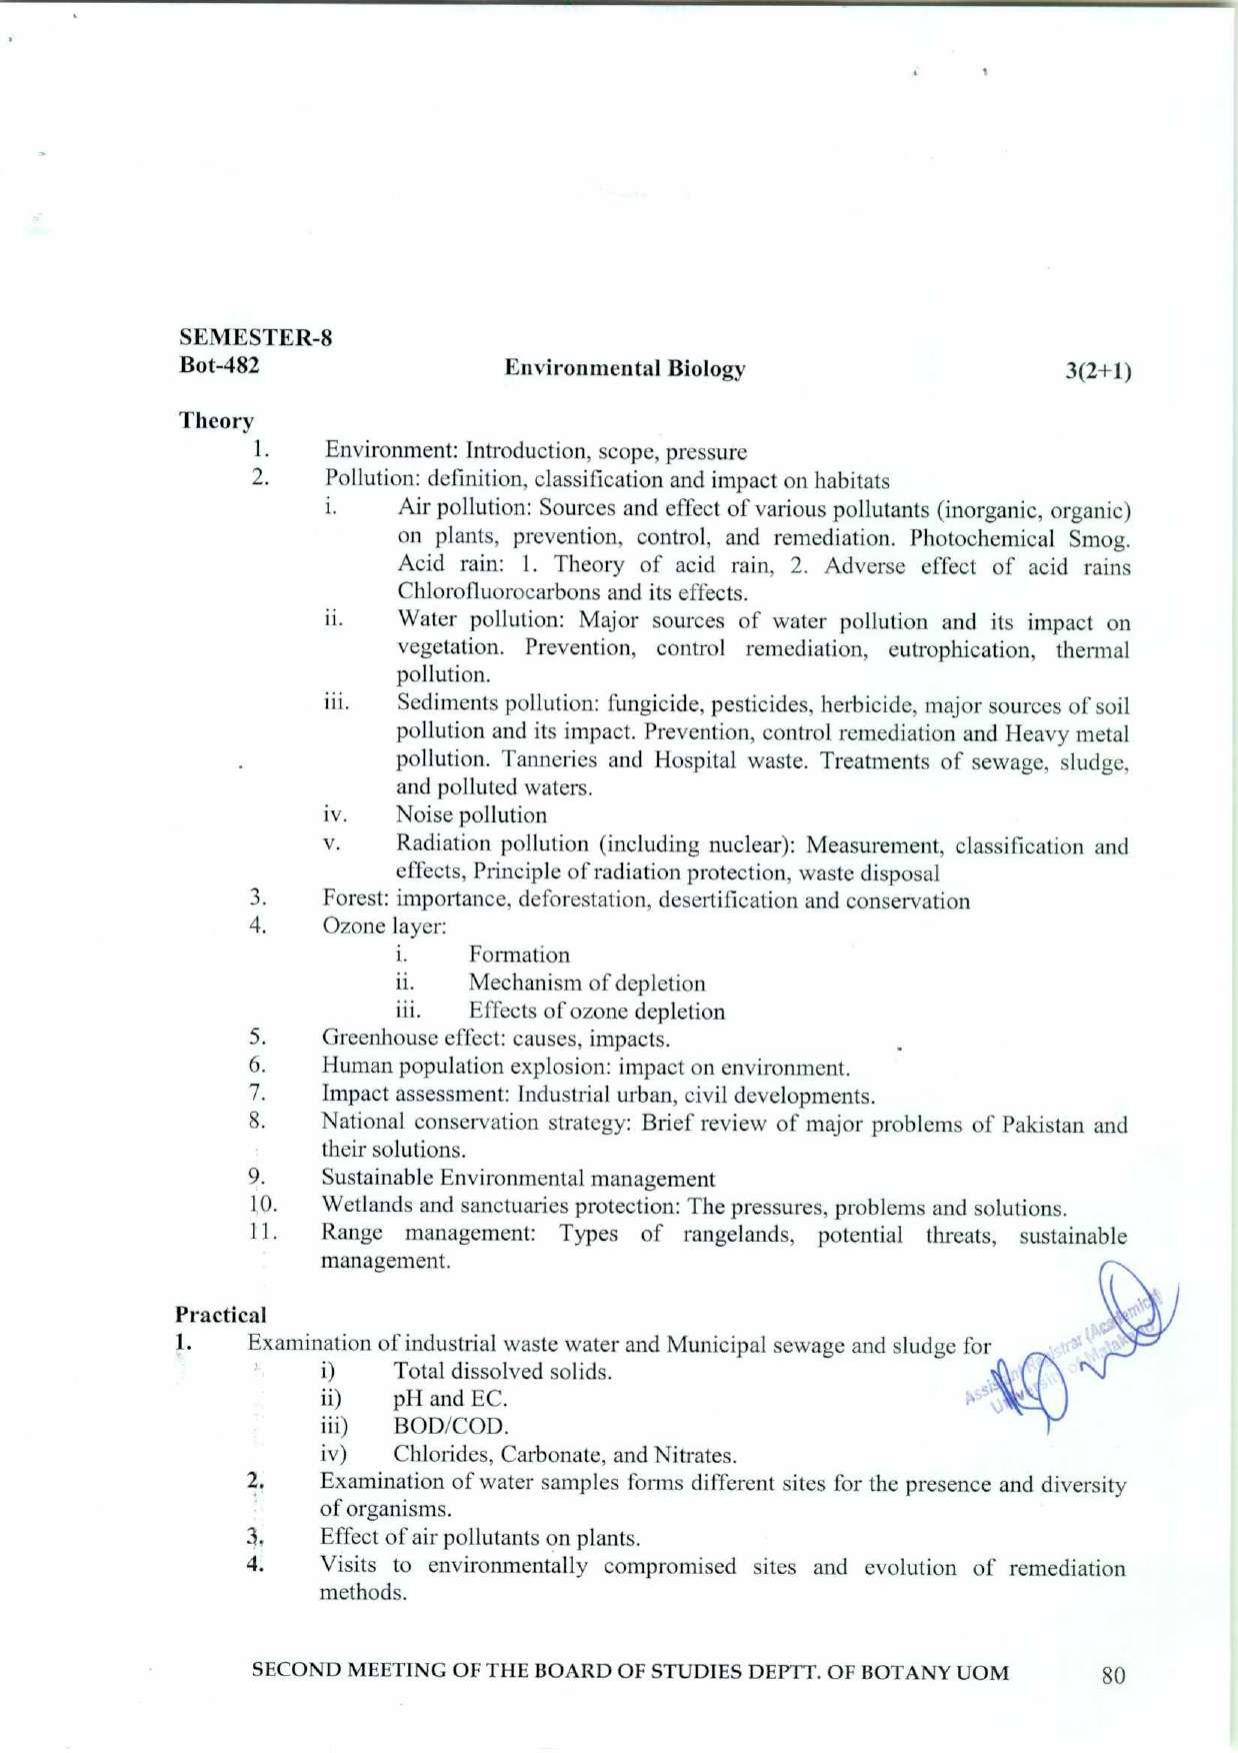 SEMESTER-8
Bot-482 Environmental Biology 3(2+1)
Theory
1. Environment: Introduction, scope, pressure
2. Pollution: definition, classification and impact on habitats
i. Air pollution: Sources and effect of various pollutants (inorganic, organic)
on plants, prevention, control, and remediation. Photochemical Smog.
Acid rain: 1. Theory of acid rain, 2. Adverse effect of acid rains
Chlorofluorocarbons and its effects.
ii. Water pollution: Major sources of water pollution and its impact on
vegetation. Prevention, control remediation, eutrophication, thermal
pollution.
iii. Sediments pollution: fungicide, pesticides, herbicide, major sources of soil
pollution and its impact. Prevention, control remediation and Heavy metal
pollution. Tanneries and Hospital waste. Treatments of sewage, sludge,
and polluted waters.
iv. Noise pollution
v. Radiation pollution (including nuclear): Measurement, classification and
effects, Principle of radiation protection, waste disposal
3. Forest: importance, deforestation, desertification and conservation
4. Ozone layer:
i. Formation
ii. Mechanism of depletion
iii. Effects of ozone depletion
5. Greenhouse effect: causes, impacts.
6. Human population explosion: impact on environment.
7. Impact assessment: Industrial urban, civil developments.
8. National conservation strategy: Brief review of major problems of Pakistan and
their solutions.
9. Sustainable Environmental management
10. Wetlands and sanctuaries protection: The pressures, problems and solutions.
11. Range management: Types of rangelands, potential threats, sustainable
management.
Practical
1. Examination of industrial waste water and Municipal sewage and sludge for
i) Total dissolved solids.
ii) pH and EC.
iii) BOD/COD.
iv) Chlorides, Carbonate, and Nitrates.
Assistant Registrar (Academics)
University of Malakand
2. Examination of water samples forms different sites for the presence and diversity
of organisms.
3. Effect of air pollutants on plants.
4. Visits to environmentally compromised sites and evolution of remediation
methods.
SECOND MEETING OF THE BOARD OF STUDIES DEPTT. OF BOTANY UOM 80